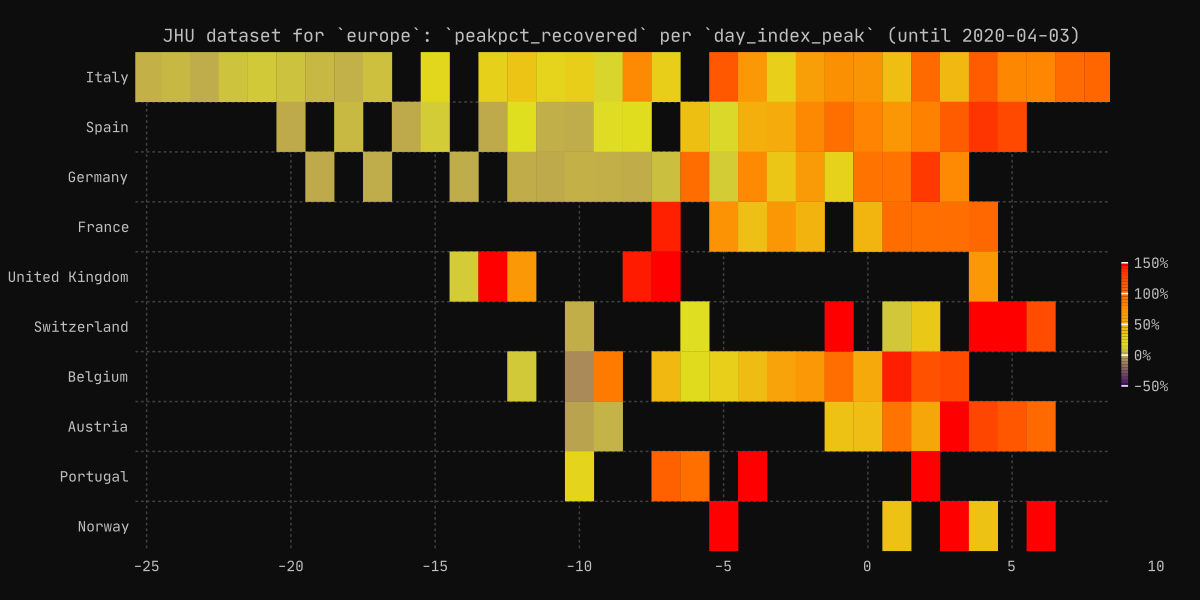 JHU dataset for `europe`: `peakpct_recovered` per `day_index_peak` (until 2020-04-03)
Italy
Spain
Germany
France
United Kingdom
Switzerland
Belgium
Austria
Portugal
Norway
−25 −20 −15 −10 −5 0 5 10
150%
100%
50%
0%
−50%